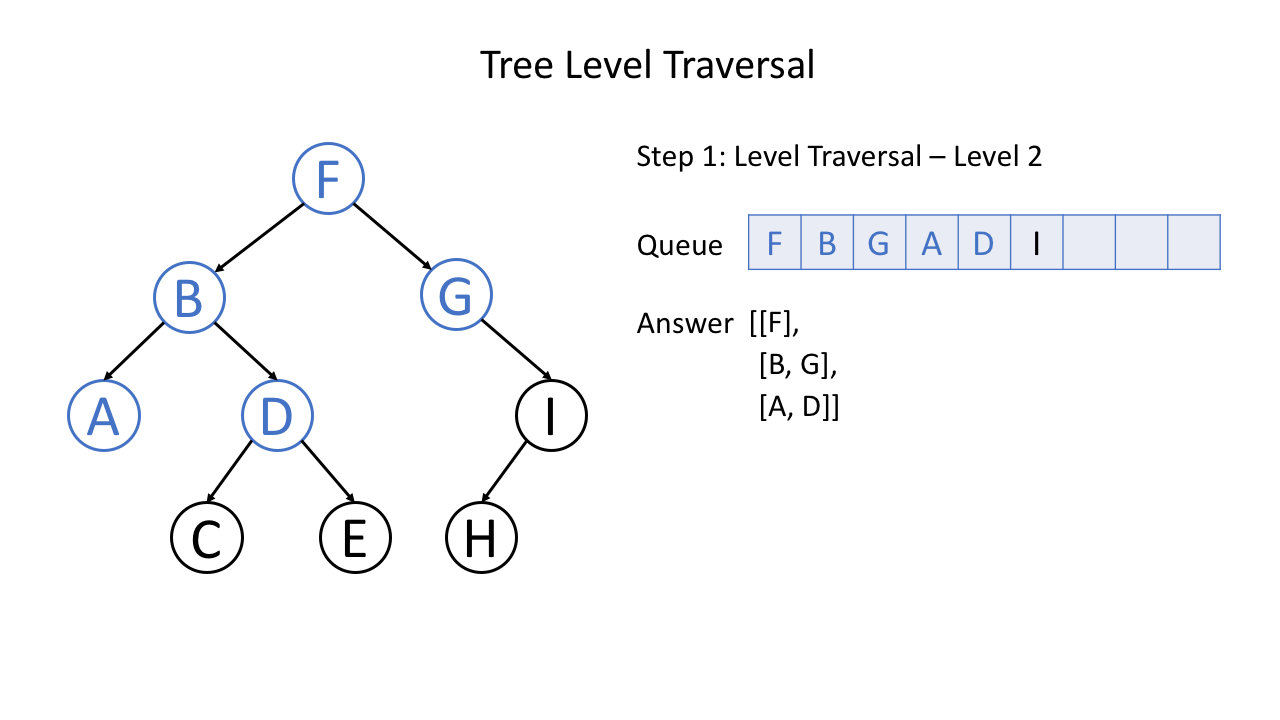 Tree Level Traversal
Step 1: Level Traversal – Level 2
Queue F B G A D I
Answer [[F],
[B, G],
[A, D]]
F
B G
A D I
C E H